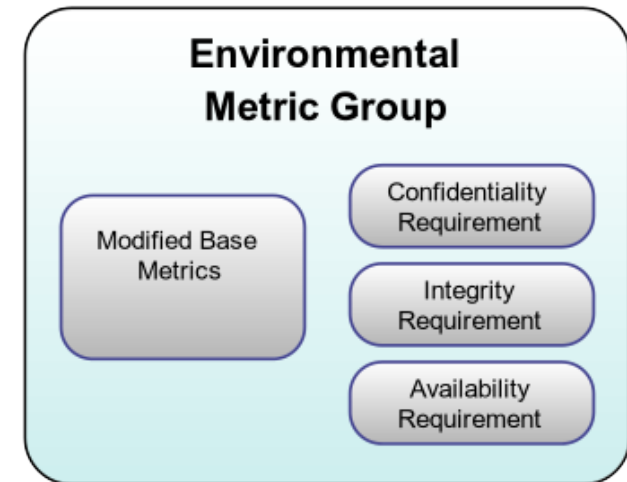 Environmental
Metric Group
Modified Base
Metrics
Confidentiality
Requirement
Integrity
Requirement
Availability
Requirement